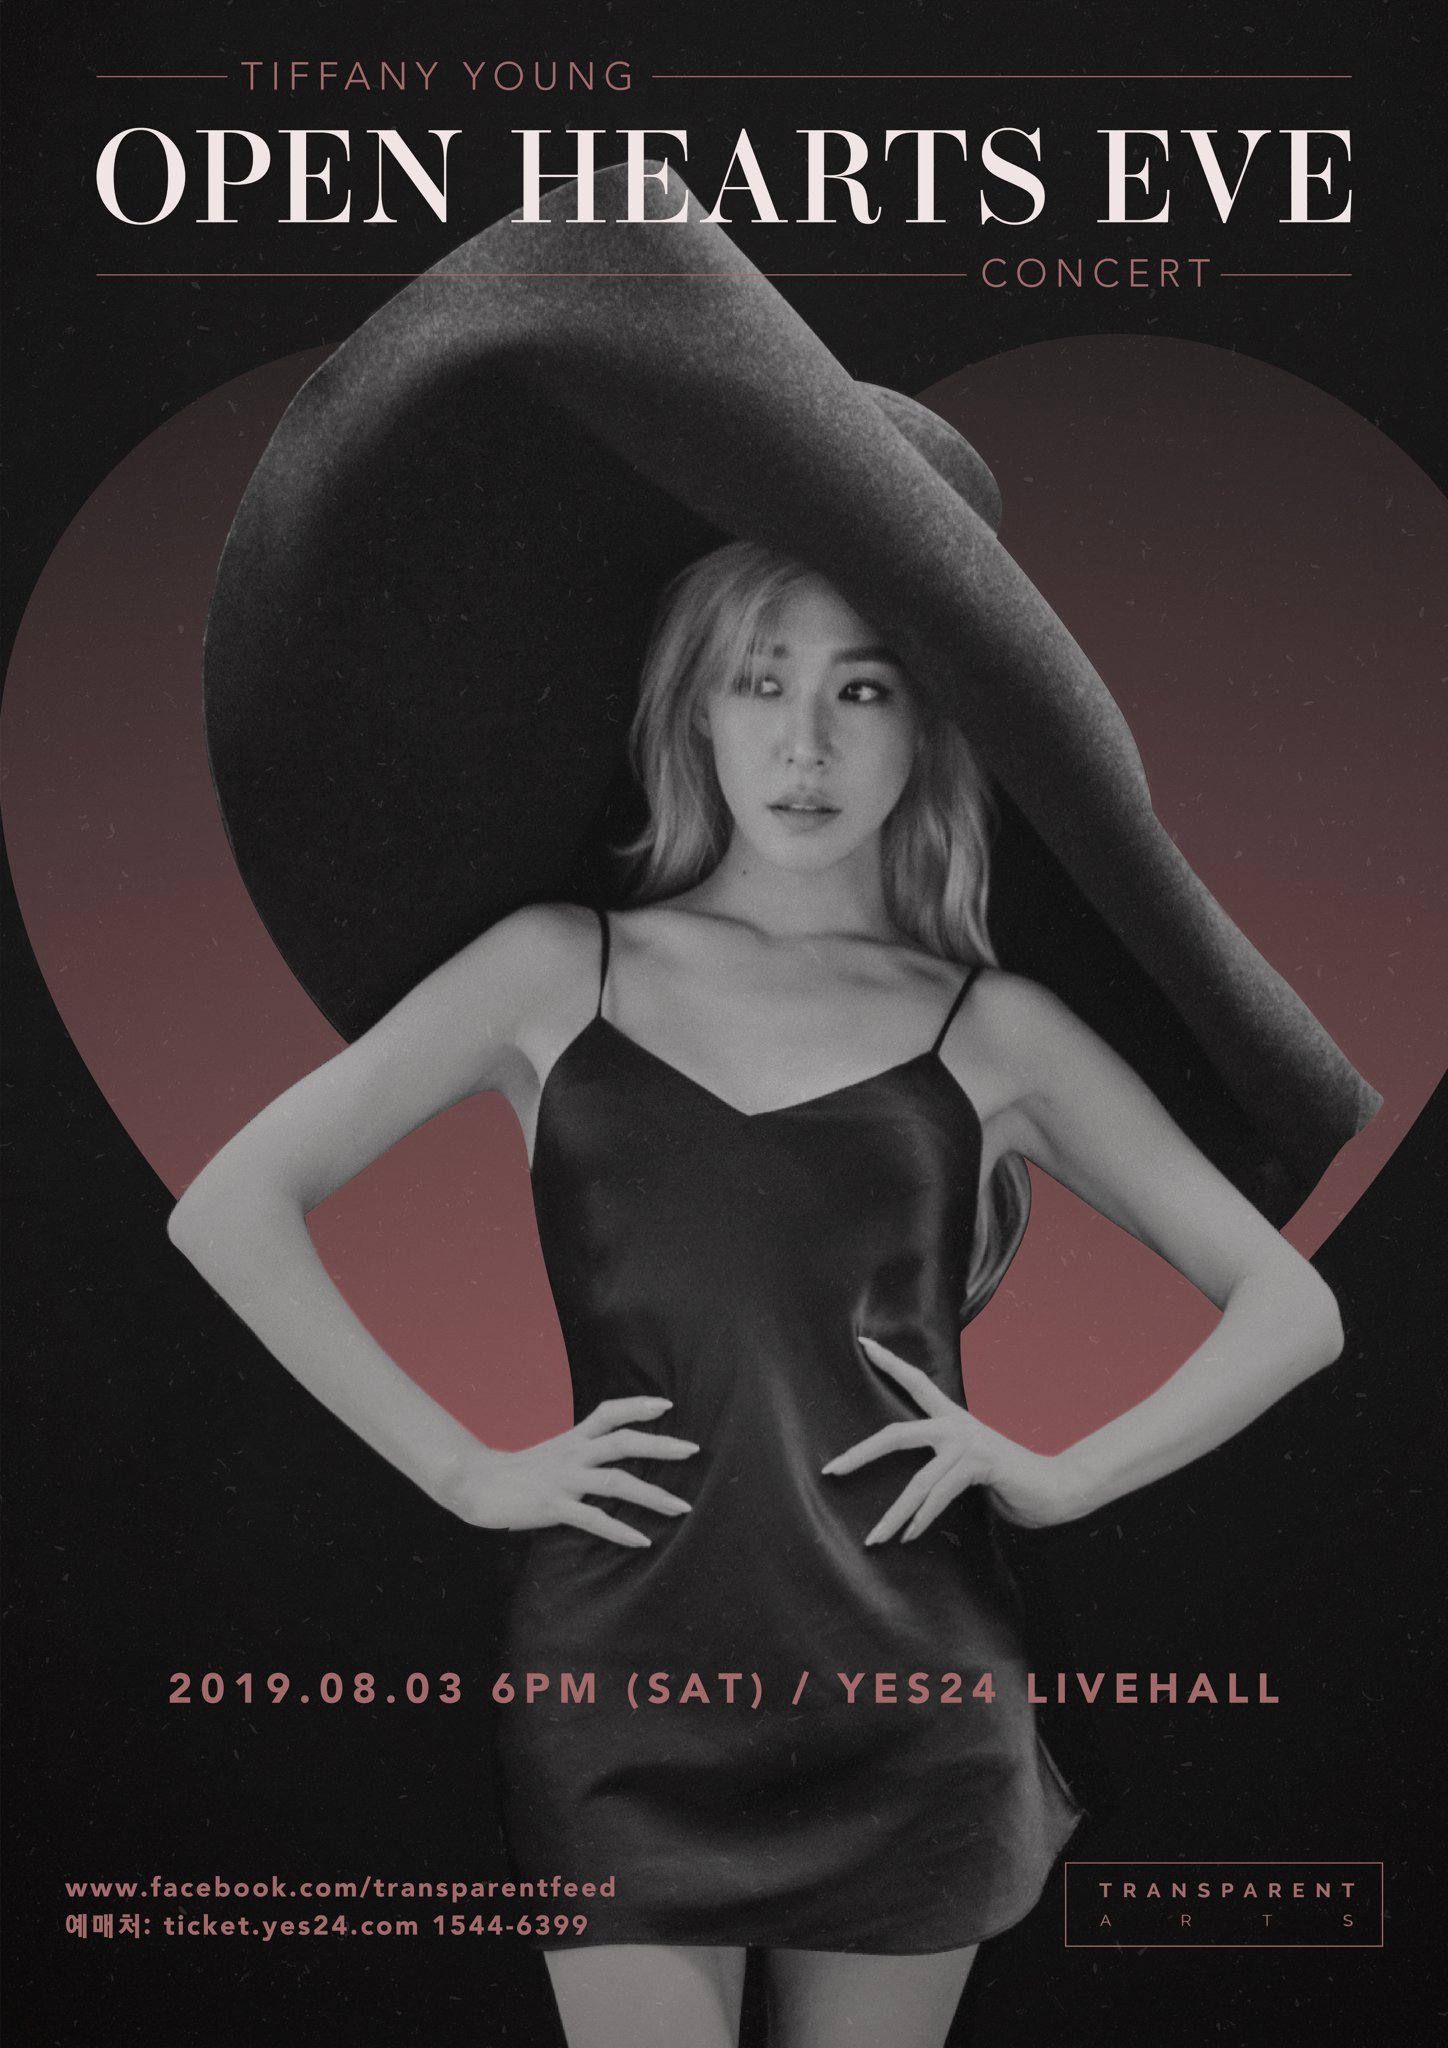 TIFFANY YOUNG
OPEN HEARTS EVE
CONCERT
2019.08.03 6PM (SAT) / YES24 LIVEHALL
www.facebook.com/transparentfeed
예매처: ticket.yes24.com 1544-6399
TRANSPARENT
ARTS